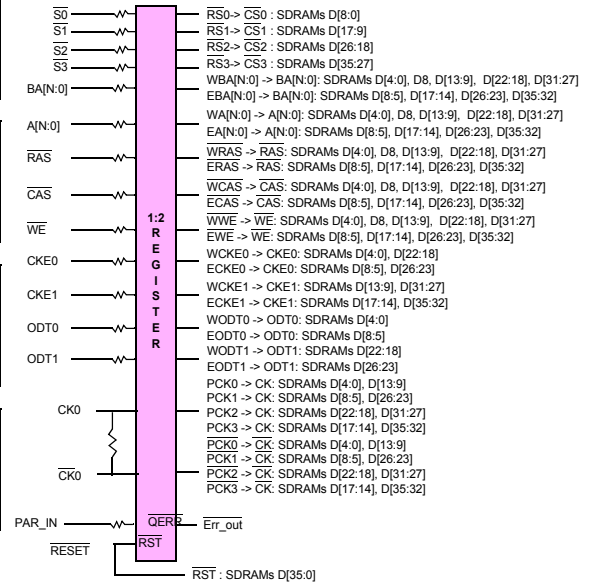 S0
S1
S2
S3
BA[N:0]
A[N:0]
RAS
CAS
WE
CKE0
CKE1
ODT0
ODT1
CK0
CK0
PAR_IN
RESET
1:2
R
E
G
I
S
T
E
R
QERR
RST
RS0-> CS0 : SDRAMs D[8:0]
RS1-> CS1 : SDRAMs D[17:9]
RS2-> CS2 : SDRAMs D[26:18]
RS3-> CS3 : SDRAMs D[35:27]
WBA[N:0] -> BA[N:0]: SDRAMs D[4:0], D8, D[13:9], D[22:18], D[31:27]
EBA[N:0] -> BA[N:0]: SDRAMs D[8:5], D[17:14], D[26:23], D[35:32]
WA[N:0] -> A[N:0]: SDRAMs D[4:0], D8, D[13:9], D[22:18], D[31:27]
EA[N:0] -> A[N:0]: SDRAMs D[8:5], D[17:14], D[26:23], D[35:32]
WRAS -> RAS: SDRAMs D[4:0], D8, D[13:9], D[22:18], D[31:27]
ERAS -> RAS: SDRAMs D[8:5], D[17:14], D[26:23], D[35:32]
WCAS -> CAS: SDRAMs D[4:0], D8, D[13:9], D[22:18], D[31:27]
ECAS -> CAS: SDRAMs D[8:5], D[17:14], D[26:23], D[35:32]
WWE -> WE: SDRAMs D[4:0], D8, D[13:9], D[22:18], D[31:27]
EWE -> WE: SDRAMs D[8:5], D[17:14], D[26:23], D[35:32]
WCKE0 -> CKE0: SDRAMs D[4:0], D[22:18]
ECKE0 -> CKE0: SDRAMs D[8:5], D[26:23]
WCKE1 -> CKE1: SDRAMs D[13:9], D[31:27]
ECKE1 -> CKE1: SDRAMs D[17:14], D[35:32]
WODT0 -> ODT0: SDRAMs D[4:0]
EODT0 -> ODT0: SDRAMs D[8:5]
WODT1 -> ODT1: SDRAMs D[22:18]
EODT1 -> ODT1: SDRAMs D[26:23]
PCK0 -> CK: SDRAMs D[4:0], D[13:9]
PCK1 -> CK: SDRAMs D[8:5], D[26:23]
PCK2 -> CK: SDRAMs D[22:18], D[31:27]
PCK3 -> CK: SDRAMs D[17:14], D[35:32]
PCK0 -> CK: SDRAMs D[4:0], D[13:9]
PCK1 -> CK: SDRAMs D[8:5], D[26:23]
PCK2 -> CK: SDRAMs D[22:18], D[31:27]
PCK3 -> CK: SDRAMs D[17:14], D[35:32]
Err_out
RST : SDRAMs D[35:0]